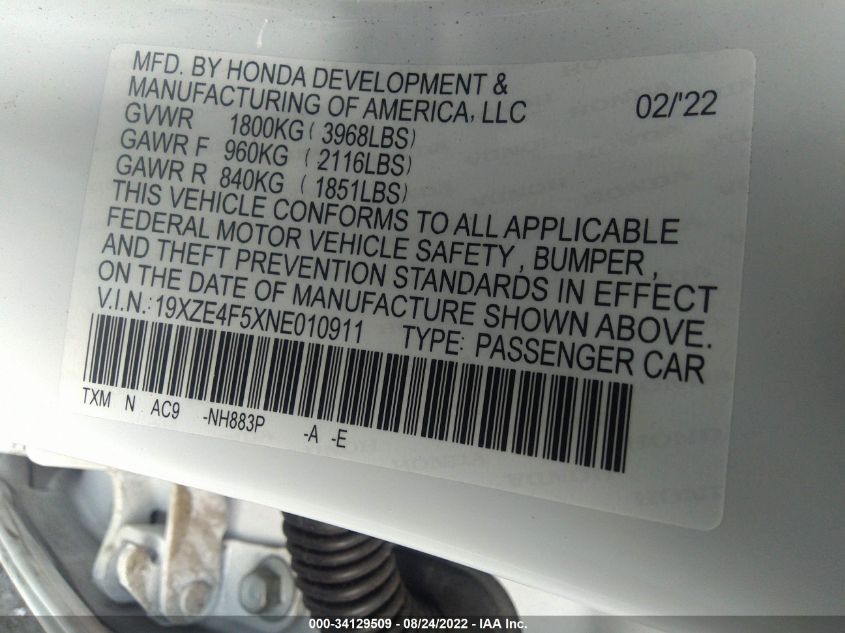 MFD. BY HONDA DEVELOPMENT &
MANUFACTURING OF AMERICA, LLC 02/'22
GVWR 1800KG ( 3968LBS)
GAWR F 960KG ( 2116LBS)
GAWR R 840KG ( 1851LBS)
THIS VEHICLE CONFORMS TO ALL APPLICABLE
FEDERAL MOTOR VEHICLE SAFETY, BUMPER,
AND THEFT PREVENTION STANDARDS IN EFFECT
ON THE DATE OF MANUFACTURE SHOWN ABOVE.
V.I.N.: 19XZE4F5XNE010911 TYPE: PASSENGER CAR
TXM N AC9 -NH883P -A -E
000-34129509 - 08/24/2022 - IAA Inc.